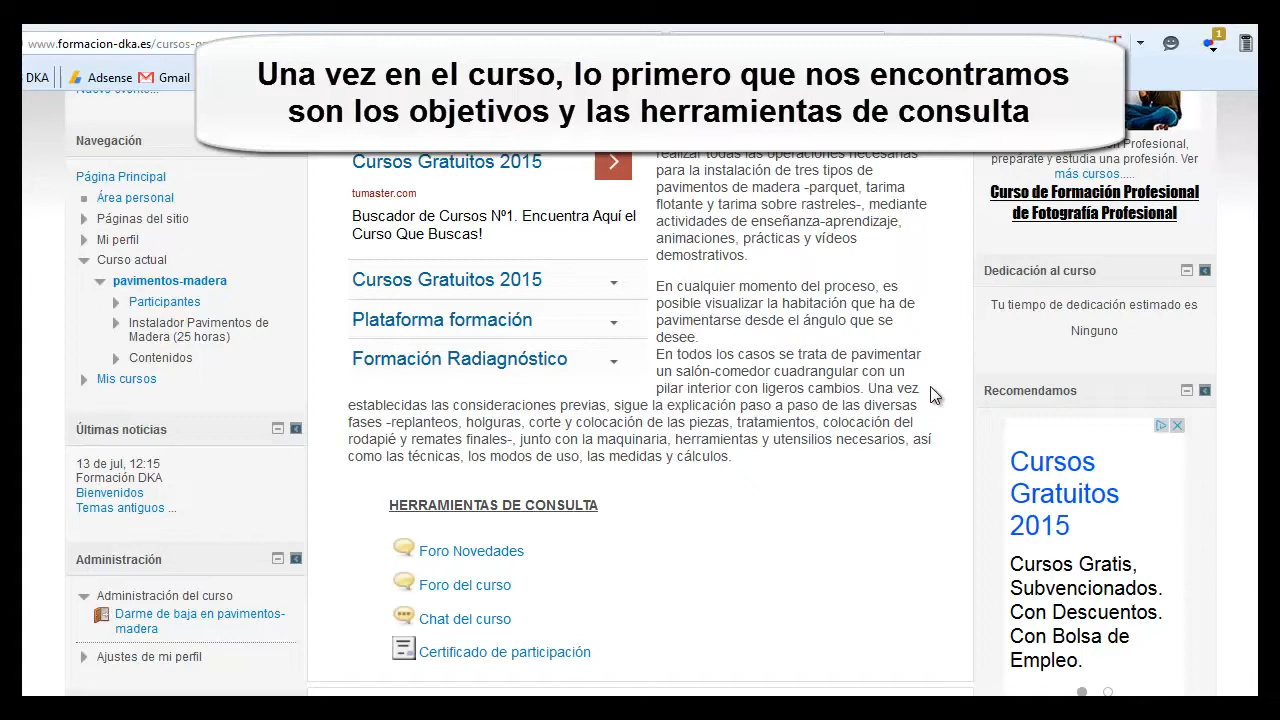 www.formacion-dka.es/cursos-g
1
DKA
Adsense
Gmail
Una vez en el curso, lo primero que nos encontramos
son los objetivos y las herramientas de consulta
Navegación
Página Principal
Área personal
Páginas del sitio
Mi perfil
Curso actual
pavimentos-madera
Participantes
Instalador Pavimentos de
Madera (25 horas)
Contenidos
Mis cursos
Últimas noticias
13 de jul, 12:15
Formación DKA
Bienvenidos
Temas antiguos ...
Administración
Administración del curso
Darme de baja en pavimentos-
madera
Ajustes de mi perfil
Cursos Gratuitos 2015
tumaster.com
Buscador de Cursos Nº1. Encuentra Aquí el
Curso Que Buscas!
Cursos Gratuitos 2015
Plataforma formación
Formación Radiagnóstico
realizar todas las operaciones necesarias
para la instalación de tres tipos de
pavimentos de madera -parquet, tarima
flotante y tarima sobre rastreles-, mediante
actividades de enseñanza-aprendizaje,
animaciones, prácticas y vídeos
demostrativos.
En cualquier momento del proceso, es
posible visualizar la habitación que ha de
pavimentarse desde el ángulo que se
desee.
En todos los casos se trata de pavimentar
un salón-comedor cuadrangular con un
pilar interior con ligeros cambios. Una vez
establecidas las consideraciones previas, sigue la explicación paso a paso de las diversas
fases -replanteos, holguras, corte y colocación de las piezas, tratamientos, colocación del
rodapié y remates finales-, junto con la maquinaria, herramientas y utensilios necesarios, así
como las técnicas, los modos de uso, las medidas y cálculos.
HERRAMIENTAS DE CONSULTA
Foro Novedades
Foro del curso
Chat del curso
Certificado de participación
Formación Profesional,
prepárate y estudia una profesión. Ver
más cursos.....
Curso de Formación Profesional
de Fotografía Profesional
Dedicación al curso
Tu tiempo de dedicación estimado es
Ninguno
Recomendamos
Cursos
Gratuitos
2015
Cursos Gratis,
Subvencionados.
Con Descuentos.
Con Bolsa de
Empleo.